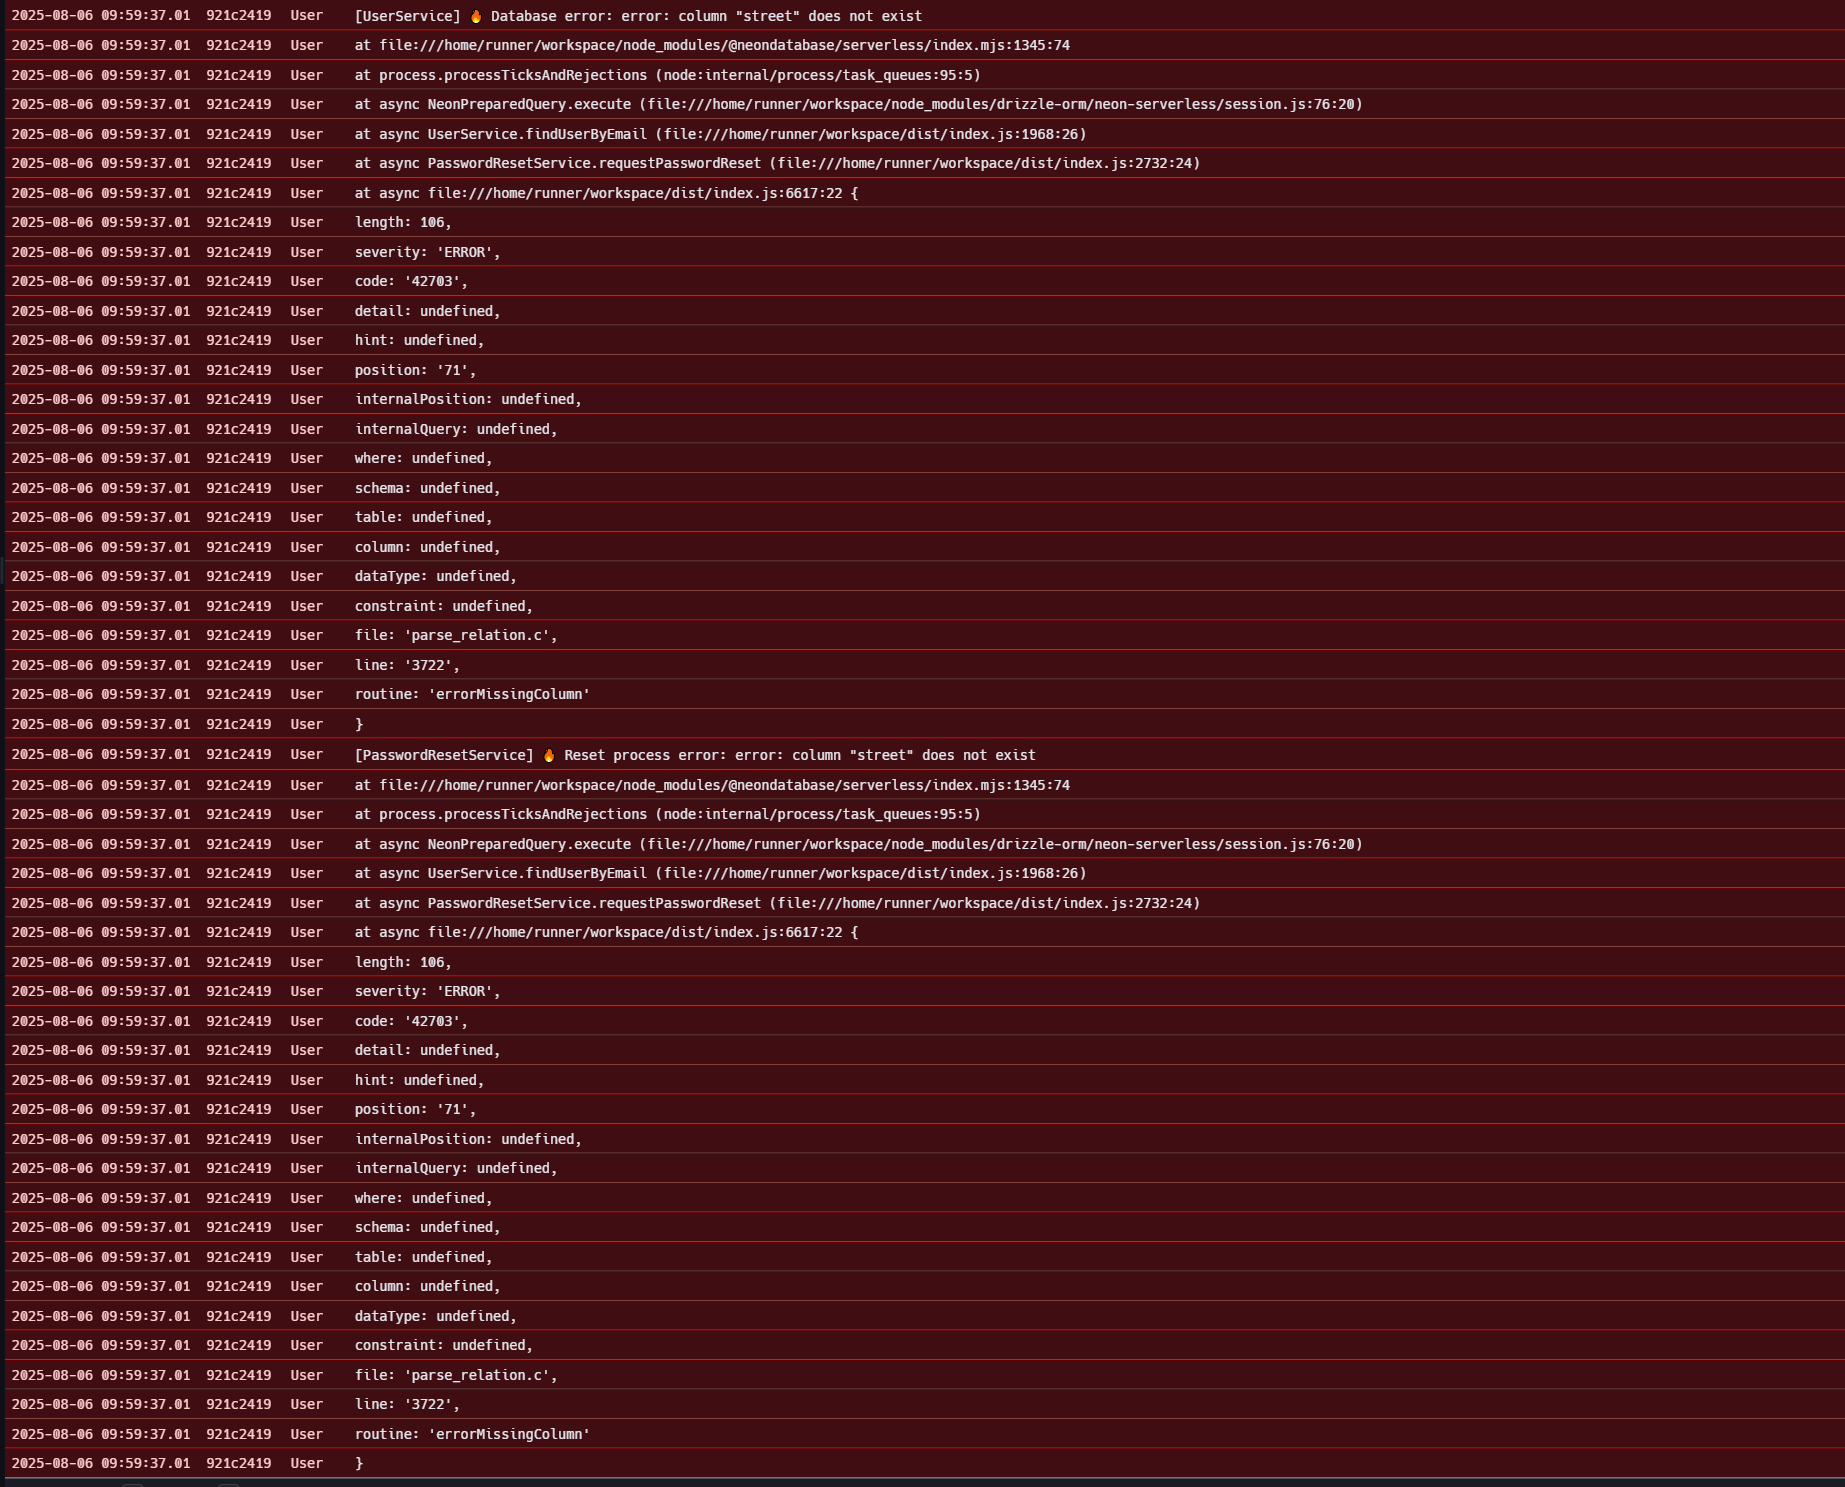 2025-08-06 09:59:37.01 921c2419 User [UserService] 🔥 Database error: error: column "street" does not exist
2025-08-06 09:59:37.01 921c2419 User at file:///home/runner/workspace/node_modules/@neondatabase/serverless/index.mjs:1345:74
2025-08-06 09:59:37.01 921c2419 User at process.processTicksAndRejections (node:internal/process/task_queues:95:5)
2025-08-06 09:59:37.01 921c2419 User at async NeonPreparedQuery.execute (file:///home/runner/workspace/node_modules/drizzle-orm/neon-serverless/session.js:76:20)
2025-08-06 09:59:37.01 921c2419 User at async UserService.findUserByEmail (file:///home/runner/workspace/dist/index.js:1968:26)
2025-08-06 09:59:37.01 921c2419 User at async PasswordResetService.requestPasswordReset (file:///home/runner/workspace/dist/index.js:2732:24)
2025-08-06 09:59:37.01 921c2419 User at async file:///home/runner/workspace/dist/index.js:6617:22 {
2025-08-06 09:59:37.01 921c2419 User length: 106,
2025-08-06 09:59:37.01 921c2419 User severity: 'ERROR',
2025-08-06 09:59:37.01 921c2419 User code: '42703',
2025-08-06 09:59:37.01 921c2419 User detail: undefined,
2025-08-06 09:59:37.01 921c2419 User hint: undefined,
2025-08-06 09:59:37.01 921c2419 User position: '71',
2025-08-06 09:59:37.01 921c2419 User internalPosition: undefined,
2025-08-06 09:59:37.01 921c2419 User internalQuery: undefined,
2025-08-06 09:59:37.01 921c2419 User where: undefined,
2025-08-06 09:59:37.01 921c2419 User schema: undefined,
2025-08-06 09:59:37.01 921c2419 User table: undefined,
2025-08-06 09:59:37.01 921c2419 User column: undefined,
2025-08-06 09:59:37.01 921c2419 User dataType: undefined,
2025-08-06 09:59:37.01 921c2419 User constraint: undefined,
2025-08-06 09:59:37.01 921c2419 User file: 'parse_relation.c',
2025-08-06 09:59:37.01 921c2419 User line: '3722',
2025-08-06 09:59:37.01 921c2419 User routine: 'errorMissingColumn'
2025-08-06 09:59:37.01 921c2419 User }
2025-08-06 09:59:37.01 921c2419 User [PasswordResetService] 🔥 Reset process error: error: column "street" does not exist
2025-08-06 09:59:37.01 921c2419 User at file:///home/runner/workspace/node_modules/@neondatabase/serverless/index.mjs:1345:74
2025-08-06 09:59:37.01 921c2419 User at process.processTicksAndRejections (node:internal/process/task_queues:95:5)
2025-08-06 09:59:37.01 921c2419 User at async NeonPreparedQuery.execute (file:///home/runner/workspace/node_modules/drizzle-orm/neon-serverless/session.js:76:20)
2025-08-06 09:59:37.01 921c2419 User at async UserService.findUserByEmail (file:///home/runner/workspace/dist/index.js:1968:26)
2025-08-06 09:59:37.01 921c2419 User at async PasswordResetService.requestPasswordReset (file:///home/runner/workspace/dist/index.js:2732:24)
2025-08-06 09:59:37.01 921c2419 User at async file:///home/runner/workspace/dist/index.js:6617:22 {
2025-08-06 09:59:37.01 921c2419 User length: 106,
2025-08-06 09:59:37.01 921c2419 User severity: 'ERROR',
2025-08-06 09:59:37.01 921c2419 User code: '42703',
2025-08-06 09:59:37.01 921c2419 User detail: undefined,
2025-08-06 09:59:37.01 921c2419 User hint: undefined,
2025-08-06 09:59:37.01 921c2419 User position: '71',
2025-08-06 09:59:37.01 921c2419 User internalPosition: undefined,
2025-08-06 09:59:37.01 921c2419 User internalQuery: undefined,
2025-08-06 09:59:37.01 921c2419 User where: undefined,
2025-08-06 09:59:37.01 921c2419 User schema: undefined,
2025-08-06 09:59:37.01 921c2419 User table: undefined,
2025-08-06 09:59:37.01 921c2419 User column: undefined,
2025-08-06 09:59:37.01 921c2419 User dataType: undefined,
2025-08-06 09:59:37.01 921c2419 User constraint: undefined,
2025-08-06 09:59:37.01 921c2419 User file: 'parse_relation.c',
2025-08-06 09:59:37.01 921c2419 User line: '3722',
2025-08-06 09:59:37.01 921c2419 User routine: 'errorMissingColumn'
2025-08-06 09:59:37.01 921c2419 User }